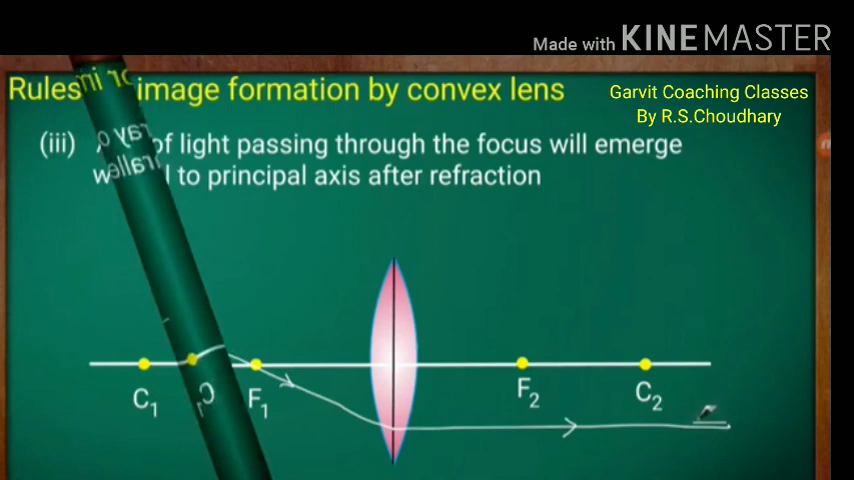 Made with KINEMASTER
Rules image formation by convex lens
Garvit Coaching Classes
By R.S.Choudhary
(iii) of light passing through the focus will emerge
to principal axis after refraction
C1 C1 F1 F2 C2